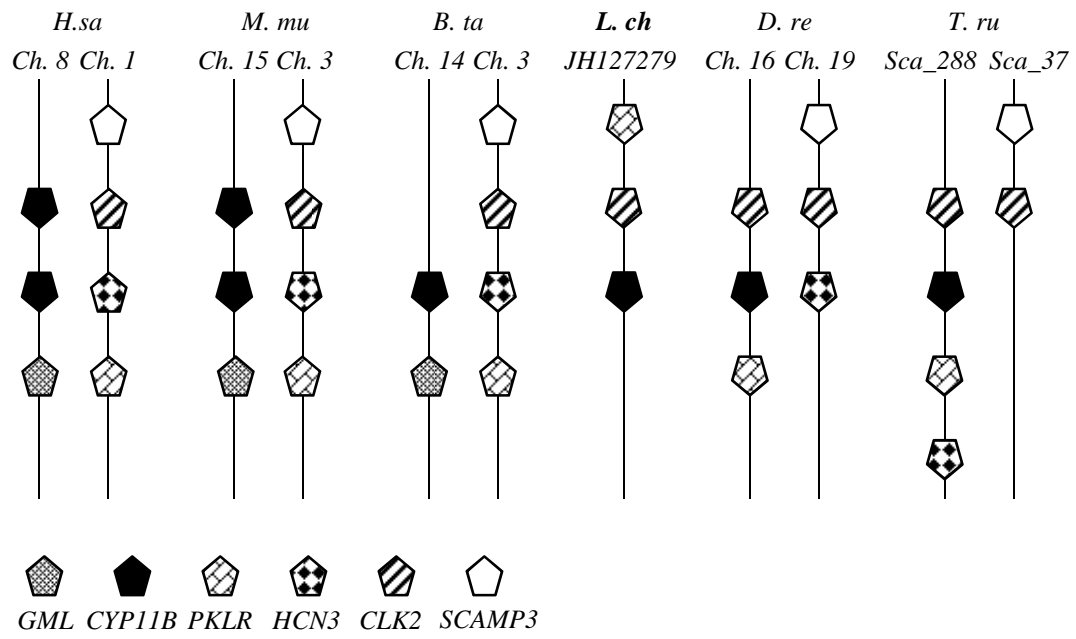 H.sa M. mu B. ta L. ch D. re T. ru
Ch. 8 Ch. 1 Ch. 15 Ch. 3 Ch. 14 Ch. 3 JH127279 Ch. 16 Ch. 19 Sca_288 Sca_37
GML CYP11B PKLR HCN3 CLK2 SCAMP3